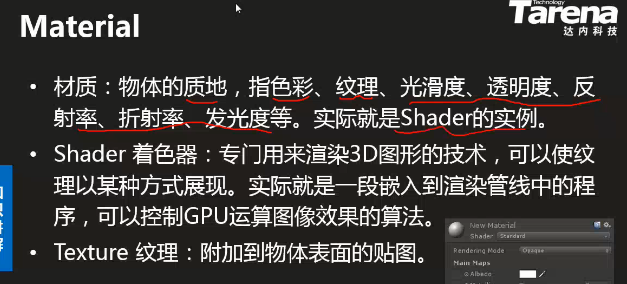 Technology
Tarena
达内科技
Material
• 材质：物体的质地，指色彩、纹理、光滑度、透明度、反
射率、折射率、发光度等。实际就是Shader的实例。
• Shader 着色器：专门用来渲染3D图形的技术，可以使纹
理以某种方式展现。实际就是一段嵌入到渲染管线中的程
序，可以控制GPU运算图像效果的算法。
• Texture 纹理：附加到物体表面的贴图。
New Material
Shader Standard
Rendering Mode Opaque
Main Maps
Albedo